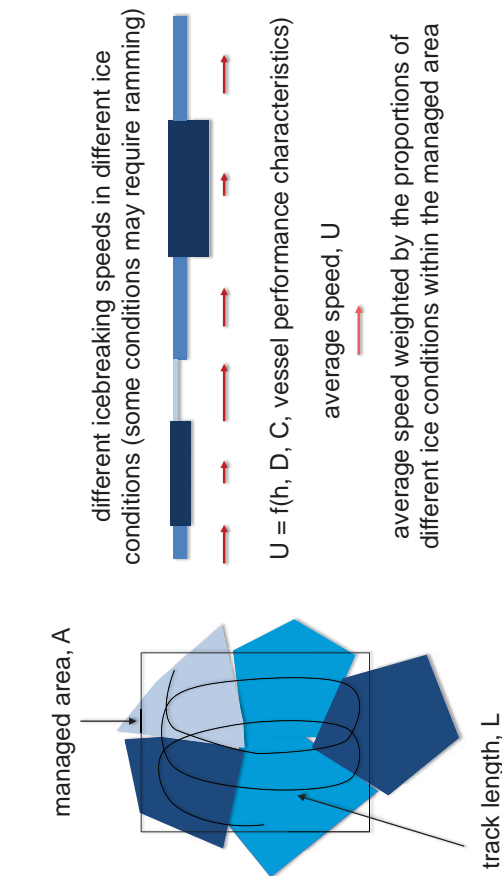 different icebreaking speeds in different ice
conditions (some conditions may require ramming)
U = f(h, D, C, vessel performance characteristics)
average speed, U
average speed weighted by the proportions of
different ice conditions within the managed area
managed area, A
track length, L